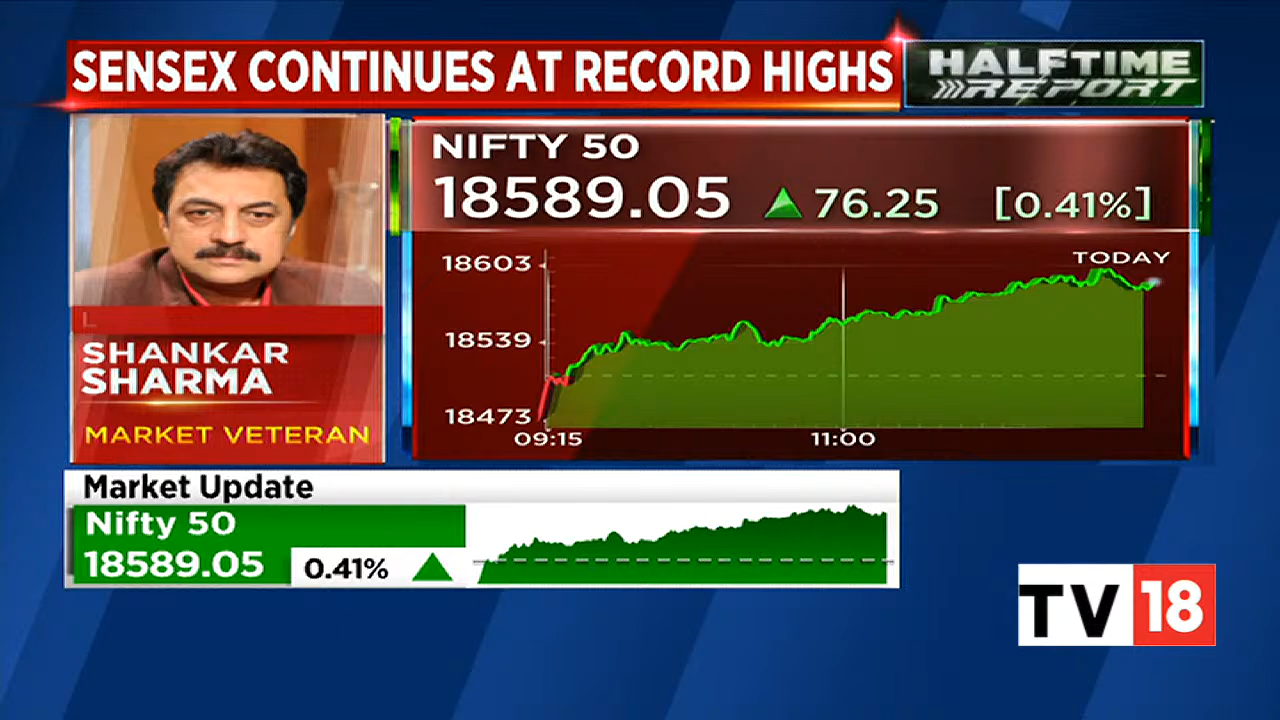 SENSEX CONTINUES AT RECORD HIGHS
HALFTIME
REPORT
NIFTY 50
18589.05 76.25 [0.41%]
TODAY
18603
18539
18473
09:15 11:00
L
SHANKAR
SHARMA
MARKET VETERAN
Market Update
Nifty 50
18589.05 0.41%
TV18